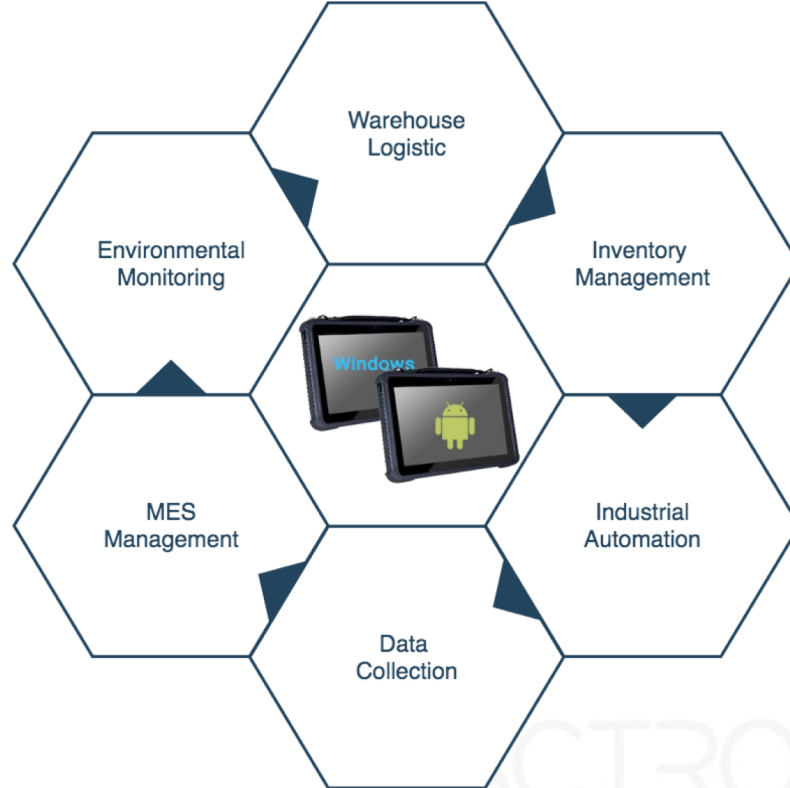 Warehouse
Logistic
Environmental
Monitoring
Inventory
Management
Windows
MES
Management
Industrial
Automation
Data
Collection